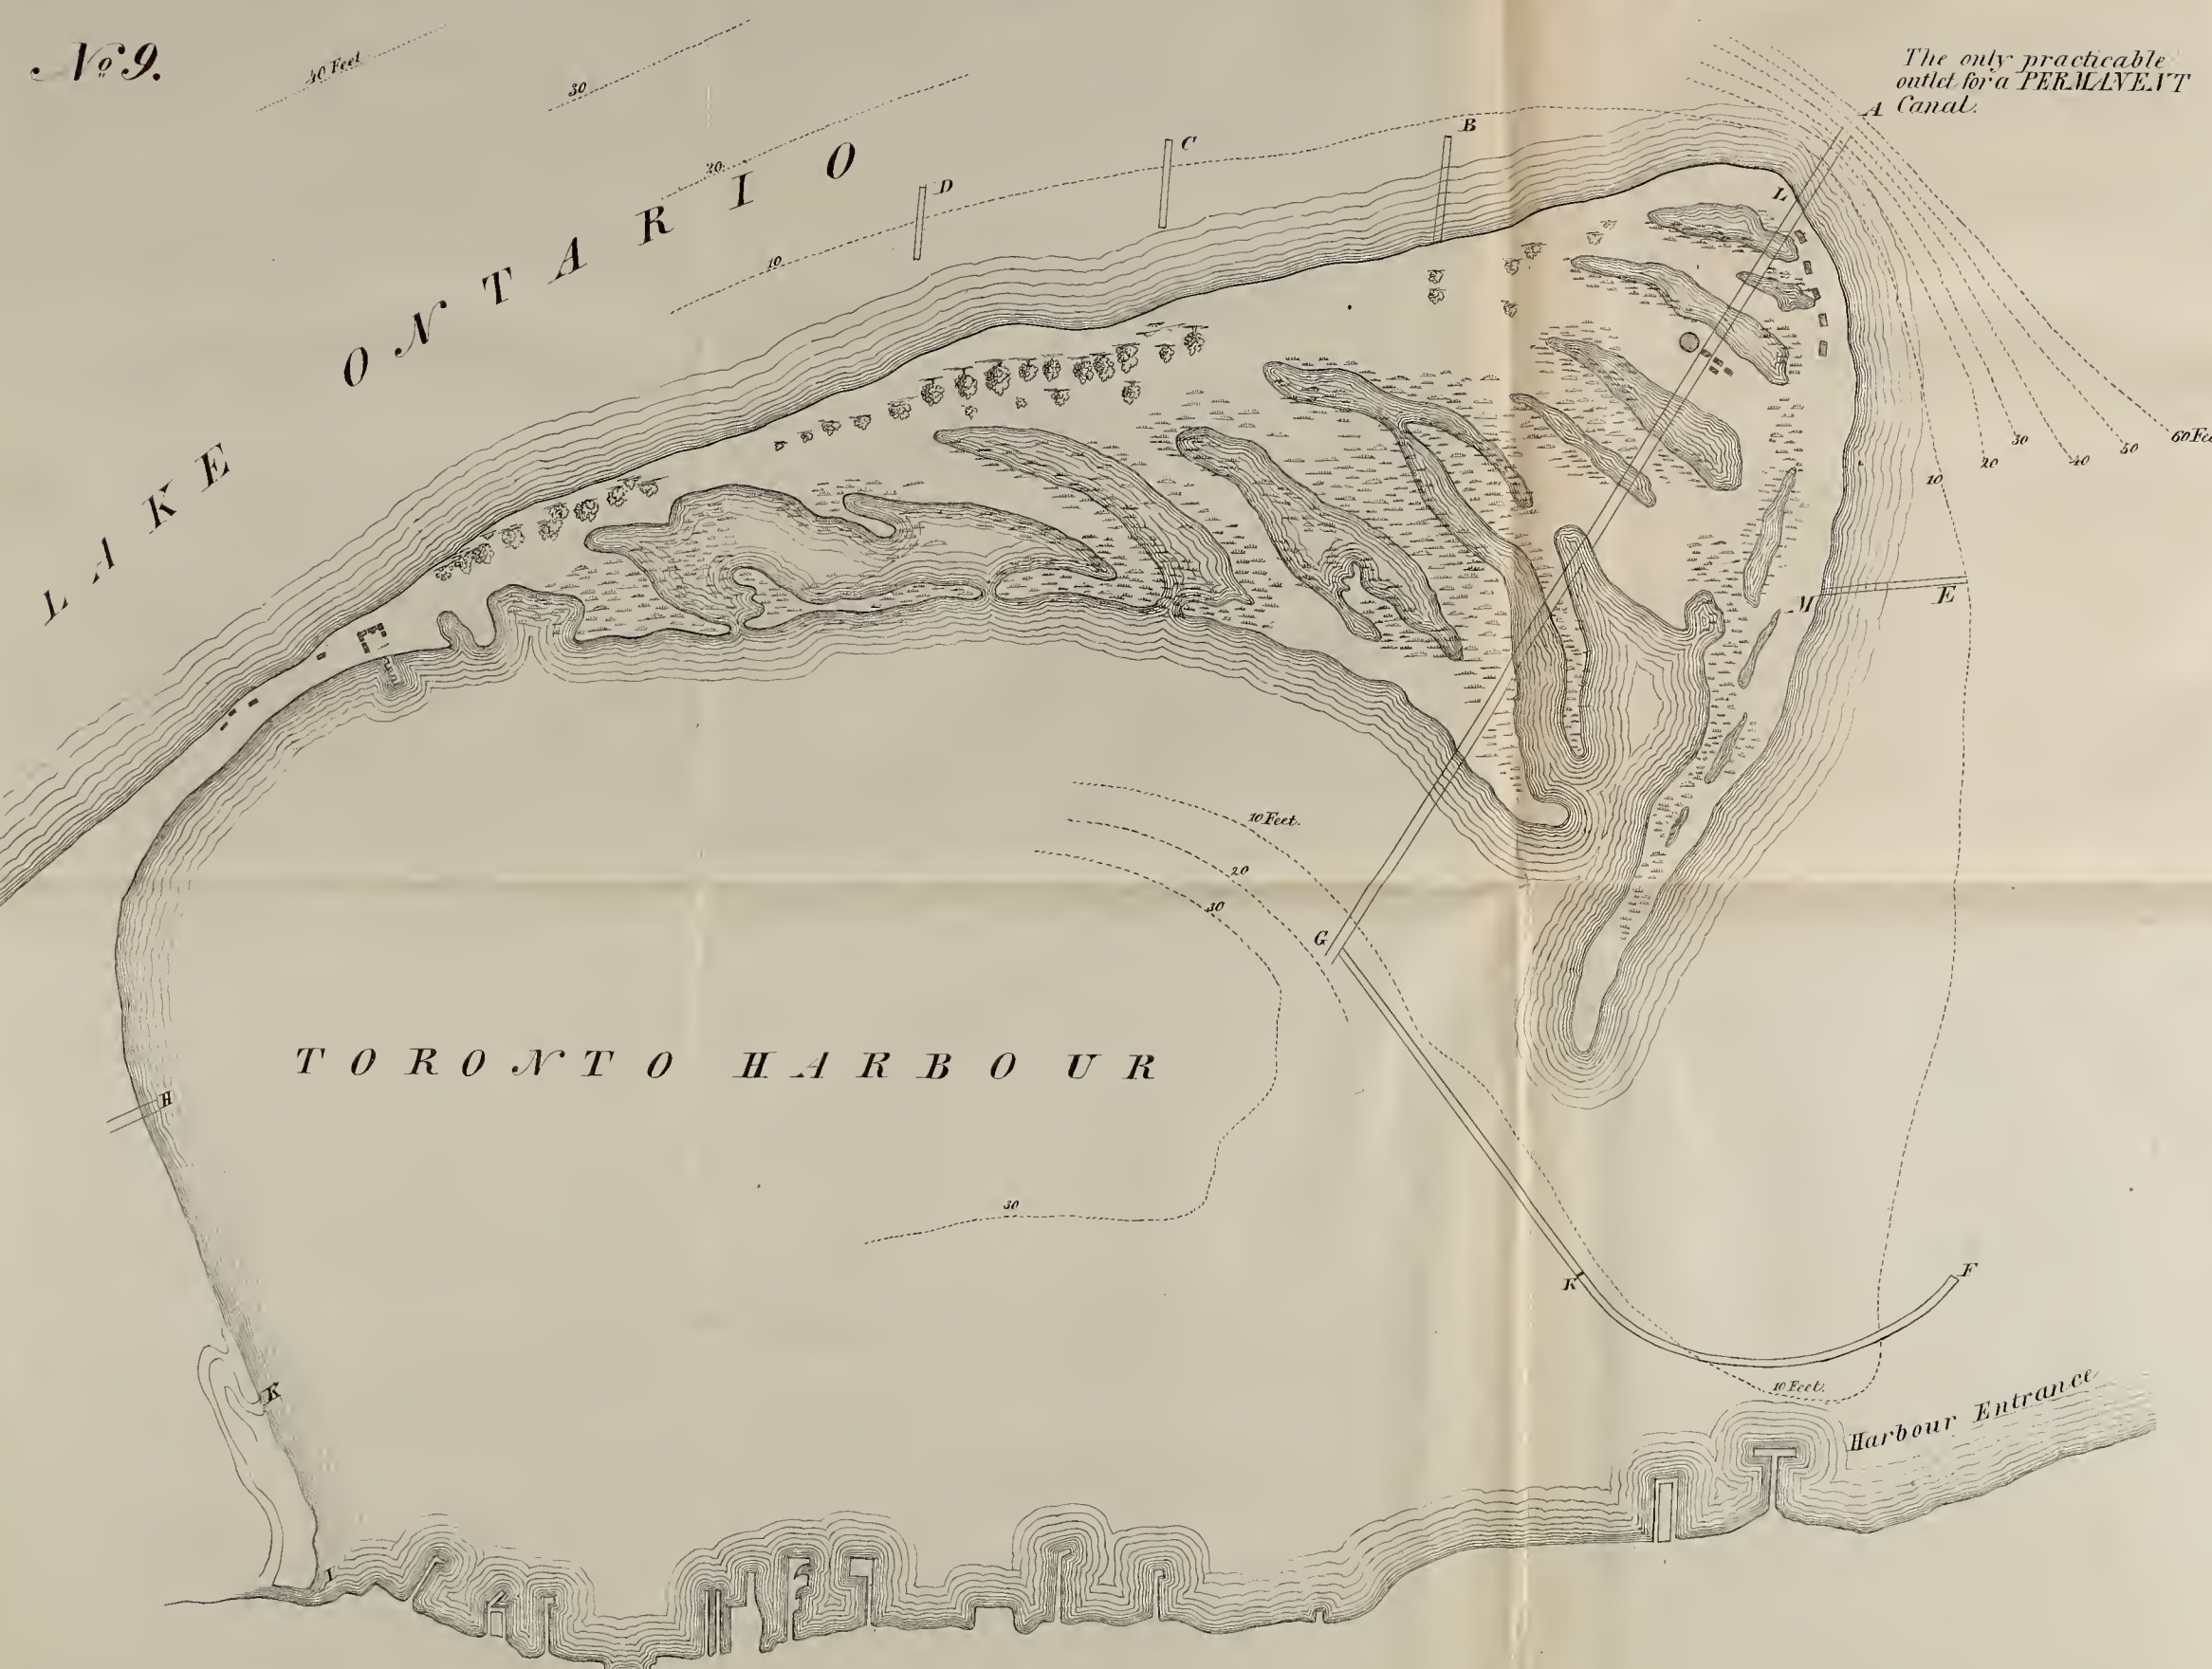 No 9.
40 Feet
30
20
10
The only practicable
outlet for a PERMANENT
Canal.
A
B
C
D
L
LAKE ONTARIO
10
20
30
40
50
60 Fee
M
E
10 Feet.
20
30
G
TORONTO HARBOUR
H
30
K
F
K
10 Feet.
Harbour Entrance
I